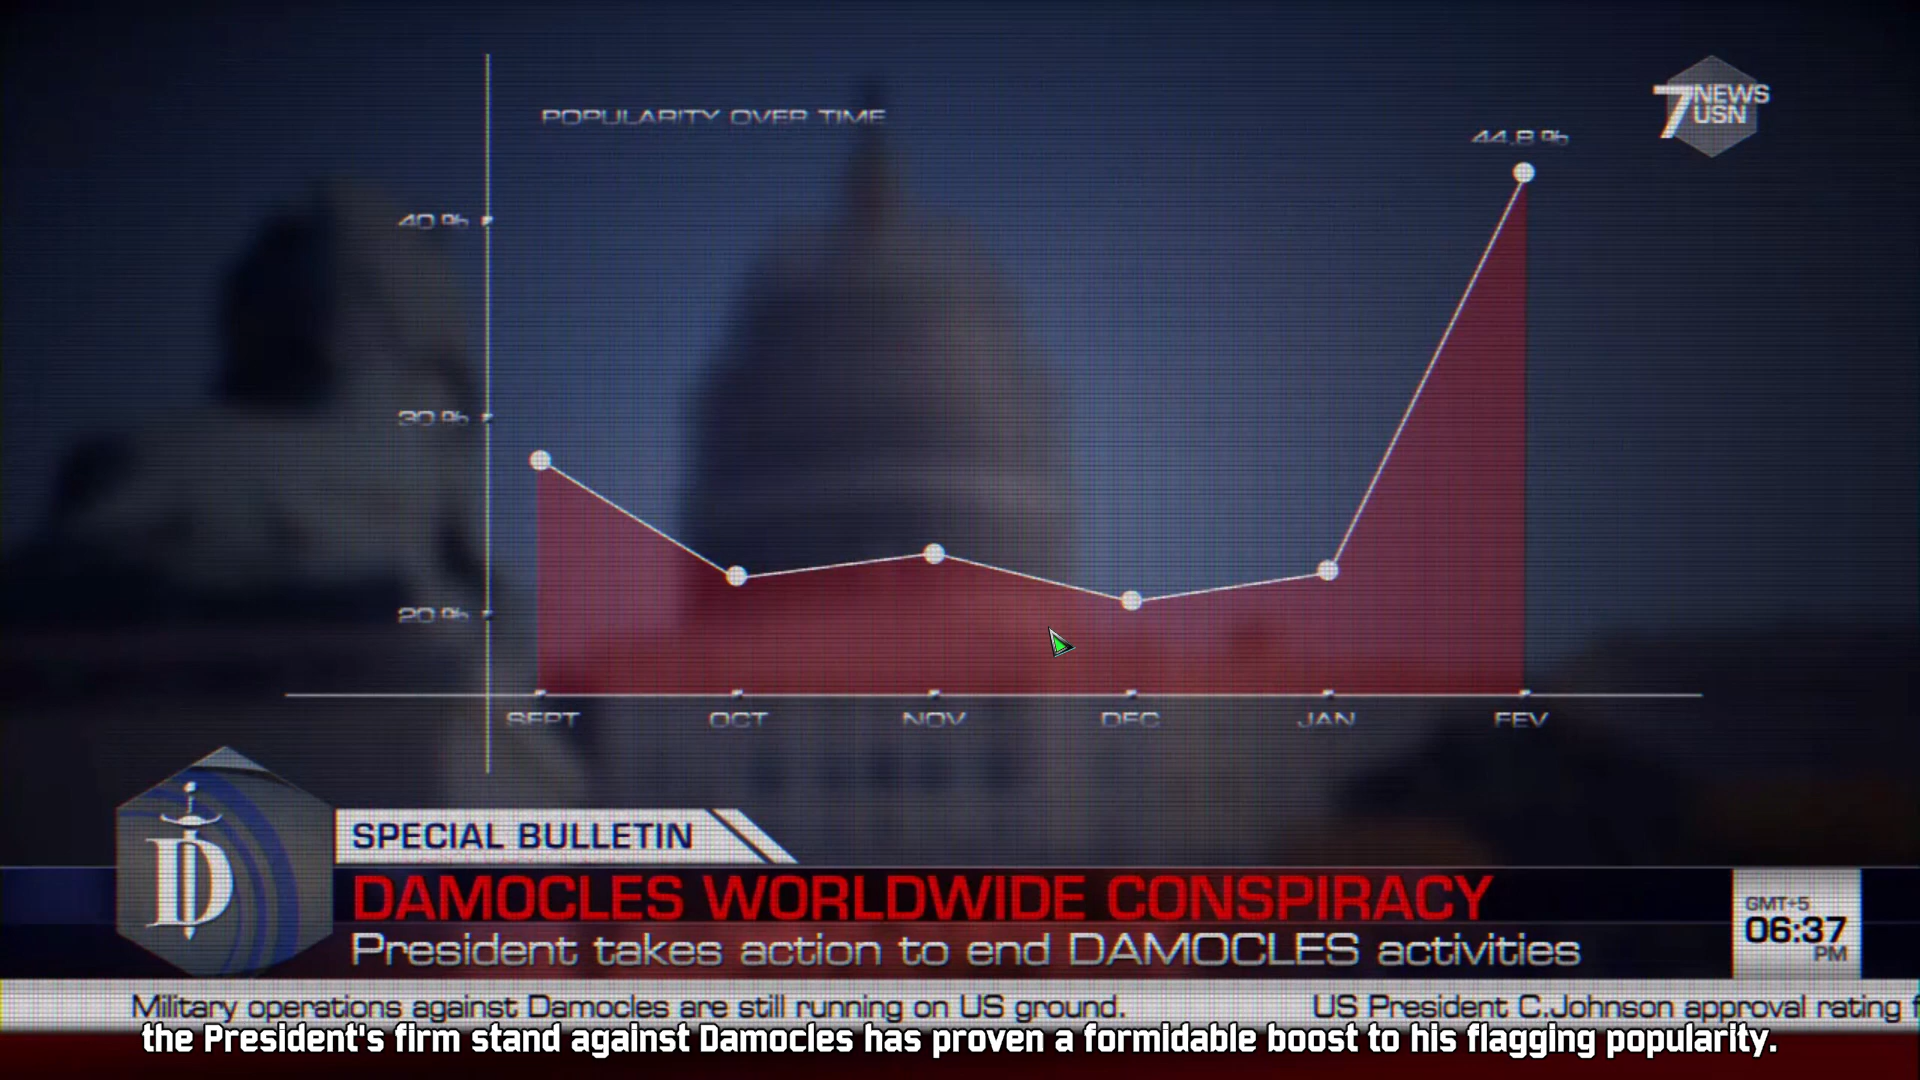 POPULARITY OVER TIME
7 NEWS
USN
44.8 %
40 %
30 %
20 %
SEPT OCT NOV DEC JAN FEV
D
SPECIAL BULLETIN
DAMOCLES WORLDWIDE CONSPIRACY
President takes action to end DAMOCLES activities
GMT+5
06:37
PM
Military operations against Damocles are still running on US ground. US President C.Johnson approval rating f
the President's firm stand against Damocles has proven a formidable boost to his flagging popularity.